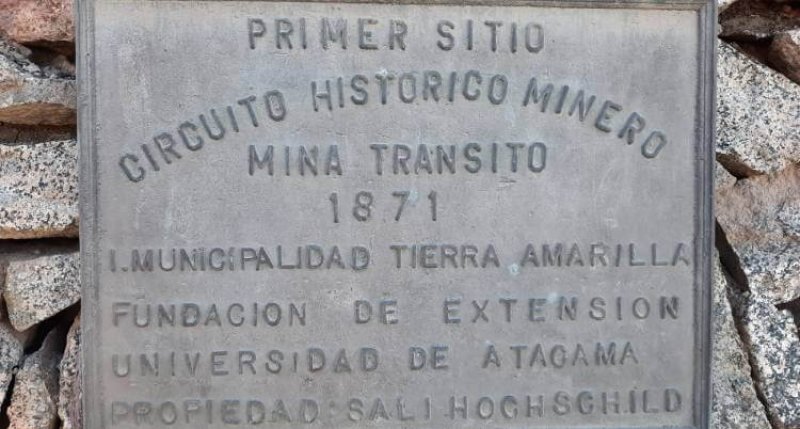 PRIMER SITIO
CIRCUITO HISTORICO MINERO
MINA TRANSITO
1871
I. MUNICIPALIDAD TIERRA AMARILLA
FUNDACION DE EXTENSION
UNIVERSIDAD DE ATACAMA
PROPIEDAD: SALI HOCHSCHILD